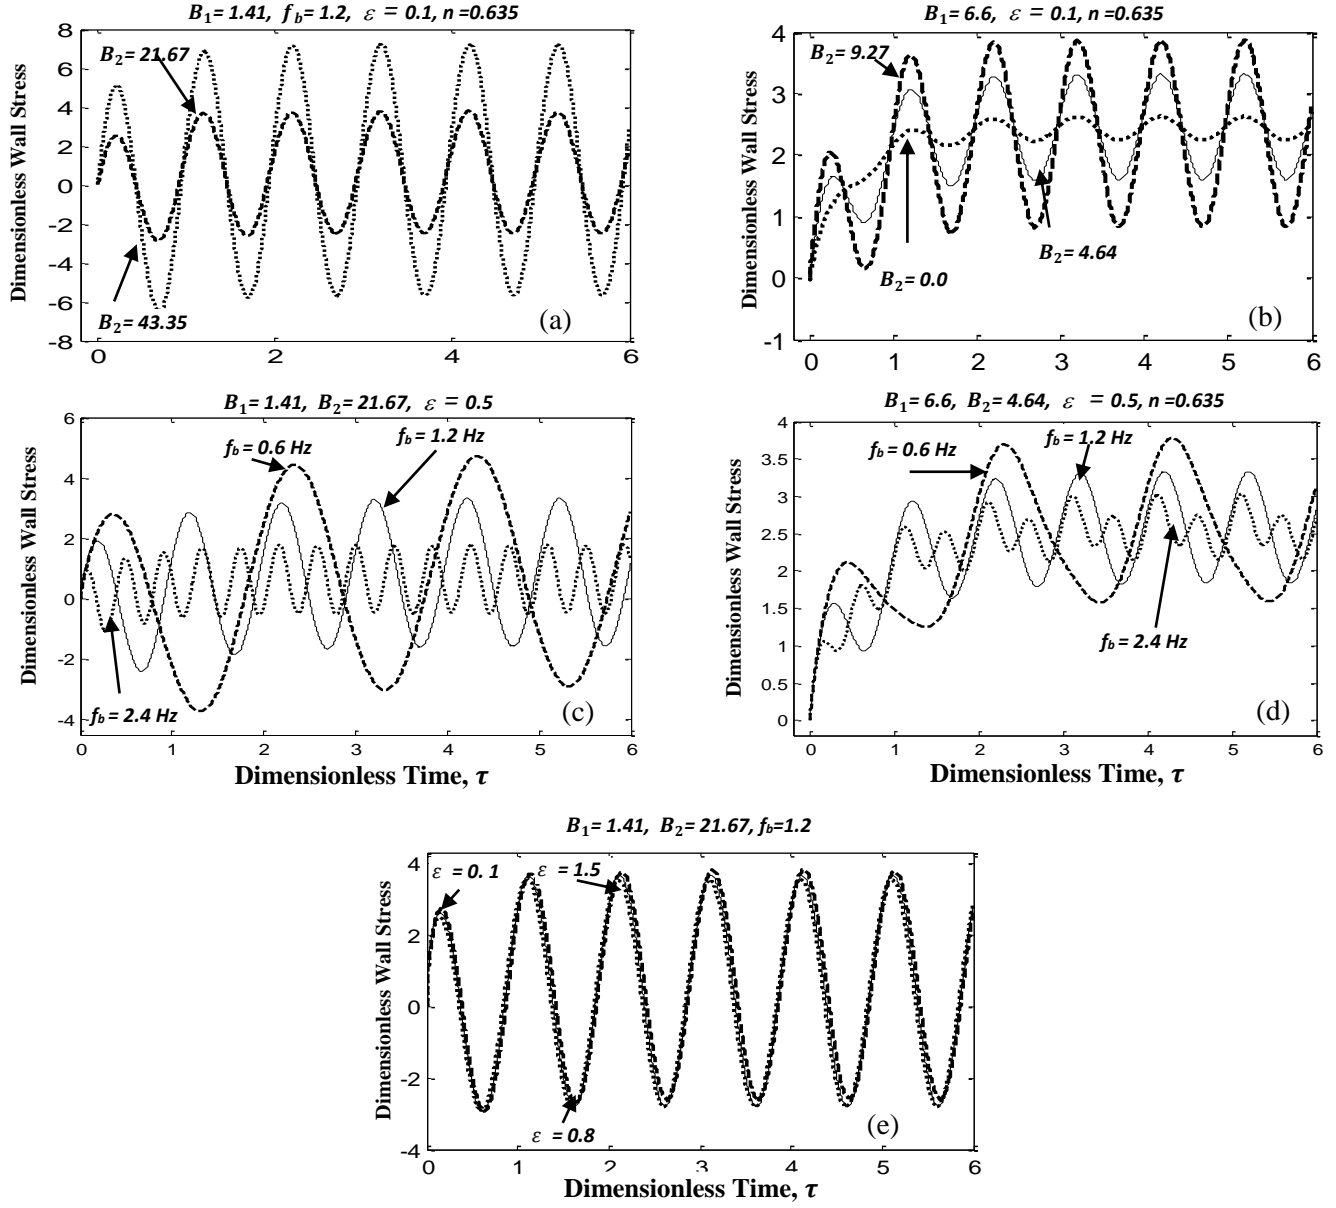 B₁= 1.41, f_b= 1.2, ε = 0.1, n = 0.635
Dimensionless Wall Stress
8
6
4
2
0
-2
-4
-6
-8
B₂= 21.67
B₂= 43.35
(a)
0
2
4
6
B₁= 6.6, ε = 0.1, n =0.635
Dimensionless Wall Stress
4
3
2
1
0
-1
B₂= 9.27
B₂= 0.0
B₂= 4.64
(b)
0
1
2
3
4
5
6
B₁= 1.41, B₂= 21.67, ε = 0.5
Dimensionless Wall Stress
6
4
2
0
-2
-4
f_b= 0.6 Hz
f_b= 1.2 Hz
f_b= 2.4 Hz
(c)
0
1
2
3
4
5
6
Dimensionless Time, τ
B₁= 6.6, B₂= 4.64, ε = 0.5, n=0.635
Dimensionless Wall Stress
4
3.5
3
2.5
2
1.5
1
0.5
0
f_b= 0.6 Hz
f_b= 1.2 Hz
f_b= 2.4 Hz
(d)
0
1
2
3
4
5
6
Dimensionless Time, τ
B₁= 1.41, B₂= 21.67, f_b=1.2
Dimensionless Wall Stress
4
2
0
-2
-4
ε = 0. 1
ε = 1.5
ε = 0.8
(e)
0
1
2
3
4
5
6
Dimensionless Time, τ